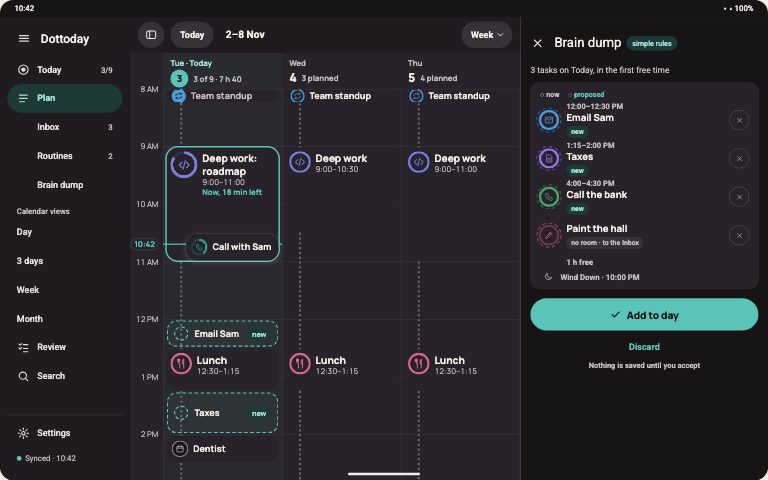 10:42
100%
Dottoday
Today 3/9
Plan
Inbox 3
Routines 2
Brain dump
Calendar views
Day
3 days
Week
Month
Review
Search
Settings
Synced · 10:42
Today
2–8 Nov
Week
Tue · Today
3 3 of 9 · 7 h 40
Wed
4 3 planned
Thu
5 4 planned
8 AM
9 AM
10 AM
10:42
11 AM
12 PM
1 PM
2 PM
Team standup
Deep work:
roadmap
9:00–11:00
Now, 18 min left
Call with Sam
Email Sam new
Lunch
12:30–1:15
Taxes new
Dentist
Team standup
Deep work
9:00–10:30
Lunch
12:30–1:15
Team standup
Deep work
9:00–11:00
Lunch
12:30–1:15
Brain dump simple rules
3 tasks on Today, in the first free time
now proposed
12:00–12:30 PM
Email Sam
new
1:15–2:00 PM
Taxes
new
4:00–4:30 PM
Call the bank
new
Paint the hall
no room · to the Inbox
1 h free
Wind Down · 10:00 PM
Add to day
Discard
Nothing is saved until you accept